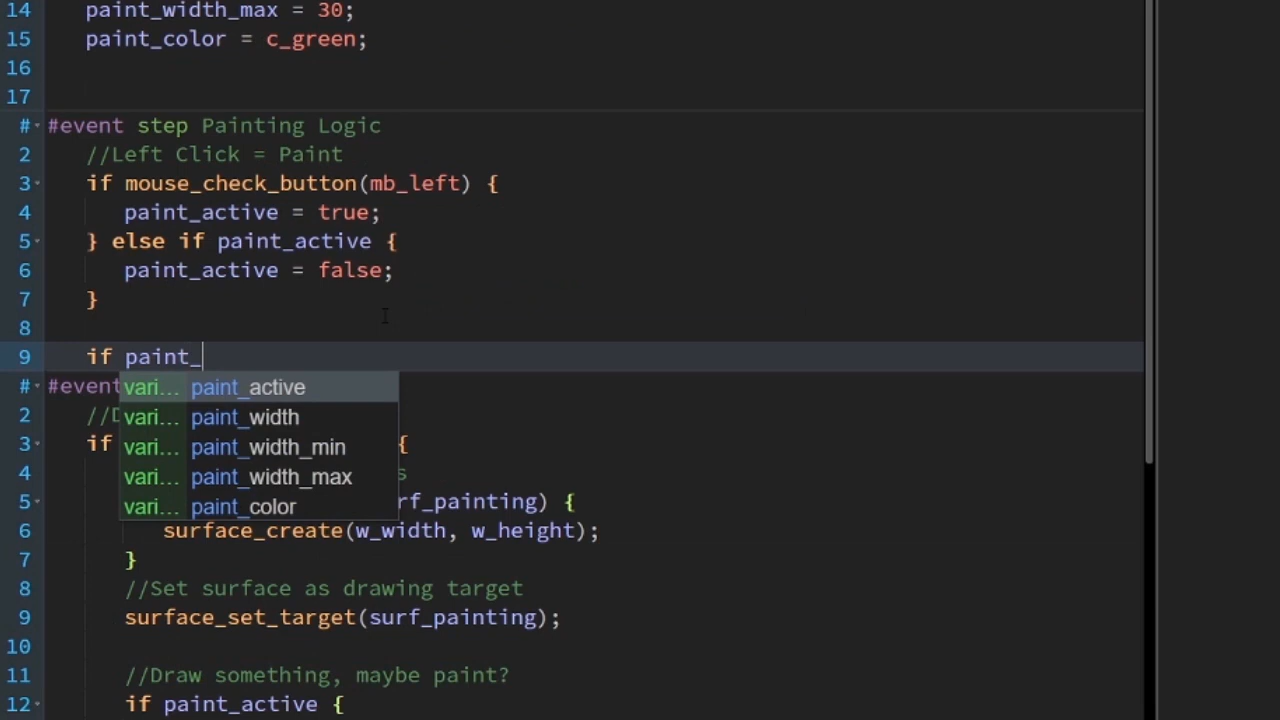 14 paint_width_max = 30;
15 paint_color = c_green;
16
17
# #event step Painting Logic
2 //Left Click = Paint
3 if mouse_check_button(mb_left) {
4 paint_active = true;
5 } else if paint_active {
6 paint_active = false;
7 }
8
9 if paint_
# #event vari... paint_active
2 //D vari... paint_width
3 if vari... paint_width_min {
4 vari... paint_width_max s
5 vari... paint_color rf_painting) {
6 surface_create(w_width, w_height);
7 }
8 //Set surface as drawing target
9 surface_set_target(surf_painting);
10
11 //Draw something, maybe paint?
12 if paint_active {